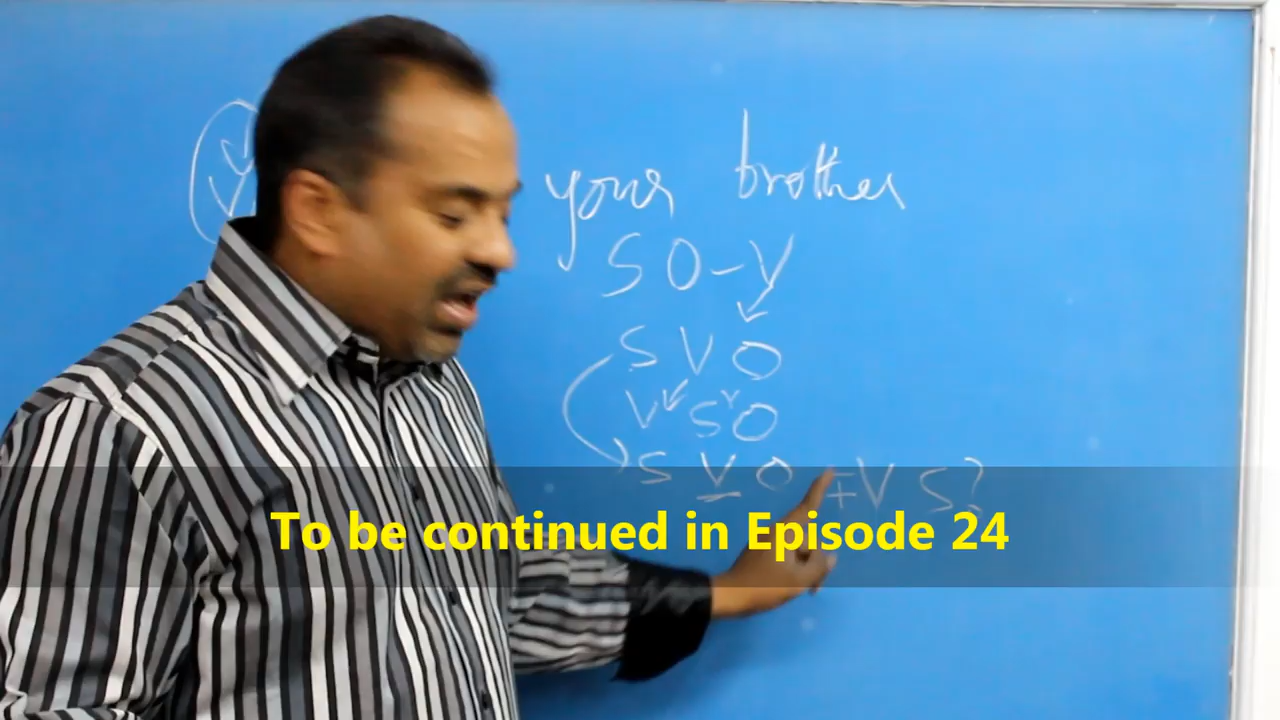 your brother
S O - V
S V O
V S O
S V O + V S ?
To be continued in Episode 24